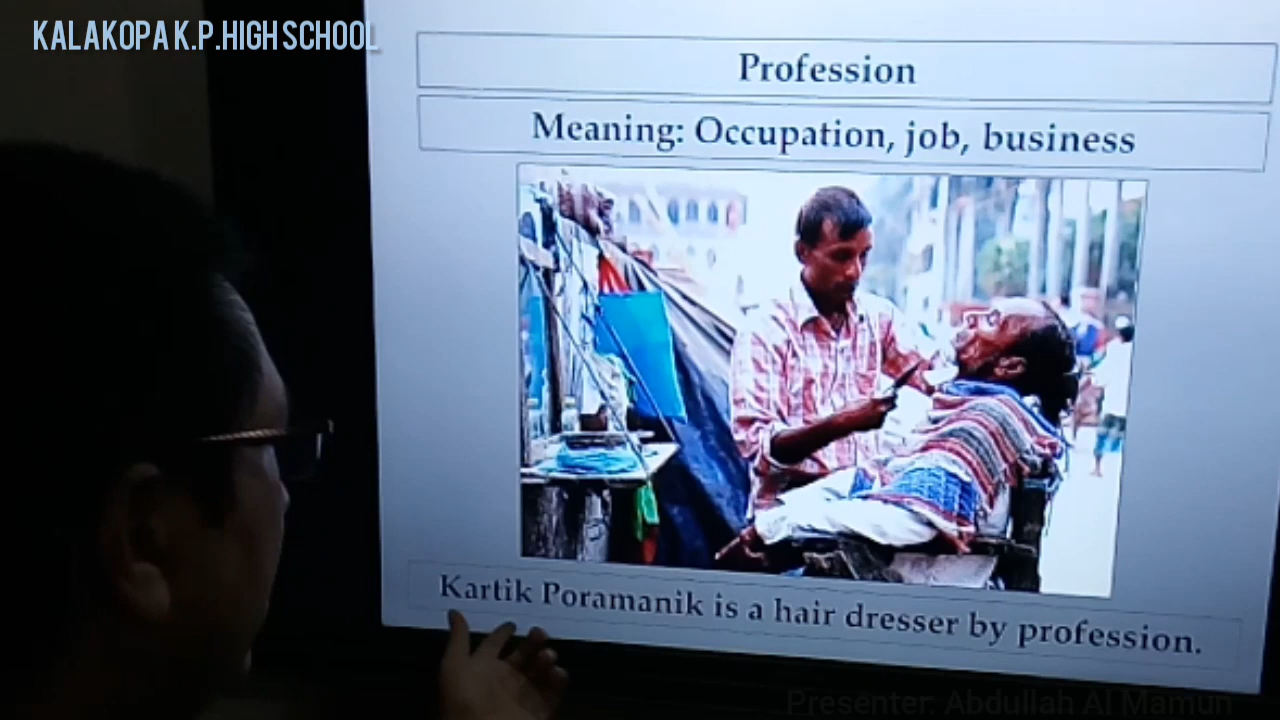 KALAKOPA K.P.HIGH SCHOOL
Profession
Meaning: Occupation, job, business
Kartik Poramanik is a hair dresser by profession.
Presenter: Abdullah Al Mamun